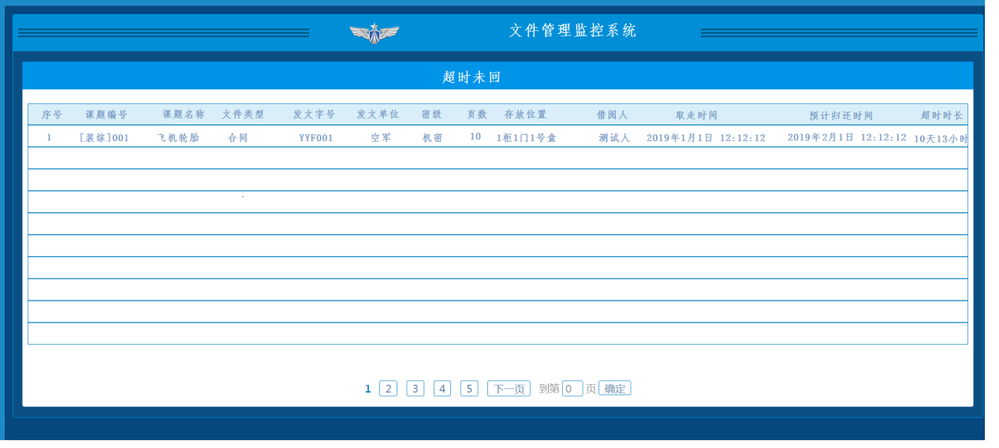 文件管理监控系统
超时未回
序号 课题编号 课题名称 文件类型 发文字号 发文单位 密级 页数 存放位置 借阅人 取走时间 预计归还时间 超时时长
1 [装综]001 飞机轮胎 合同 YYF001 空军 机密 10 1柜1门1号盒 测试人 2019年1月1日 12:12:12 2019年2月1日 12:12:12 10天13小时
1 2 3 4 5 下一页 到第 0 页 确定